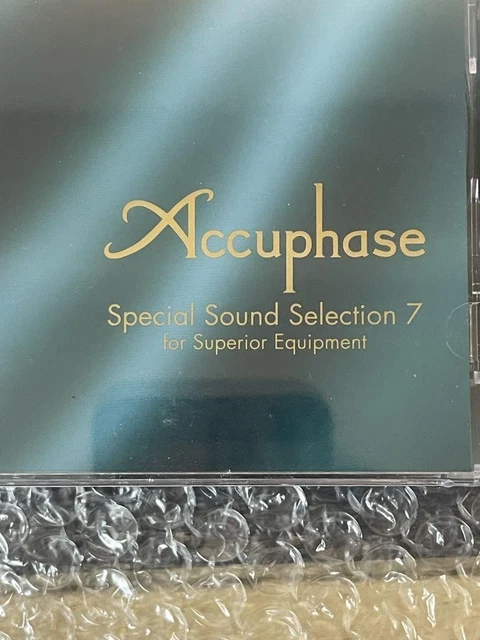 Accuphase
Special Sound Selection 7
for Superior Equipment